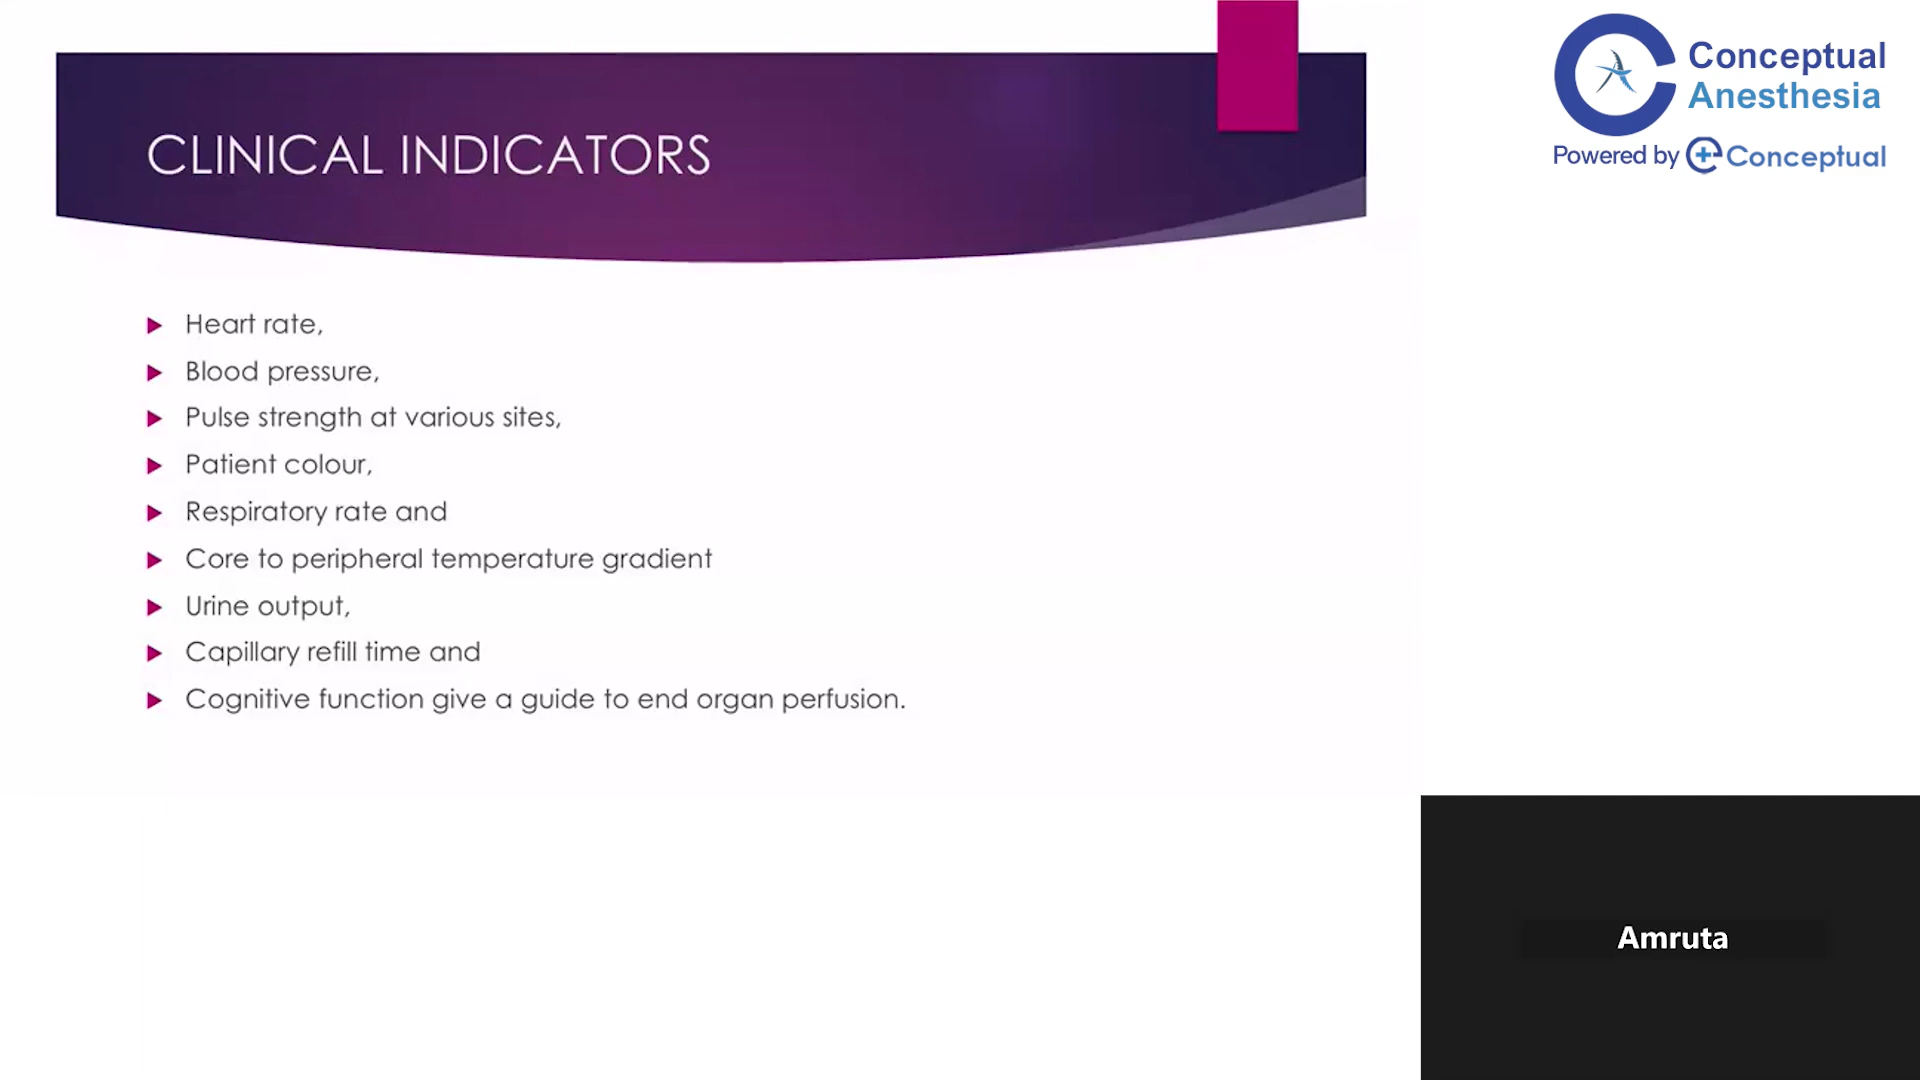 CLINICAL INDICATORS
Heart rate,
Blood pressure,
Pulse strength at various sites,
Patient colour,
Respiratory rate and
Core to peripheral temperature gradient
Urine output,
Capillary refill time and
Cognitive function give a guide to end organ perfusion.
Conceptual
Anesthesia
Powered by e Conceptual
Amruta